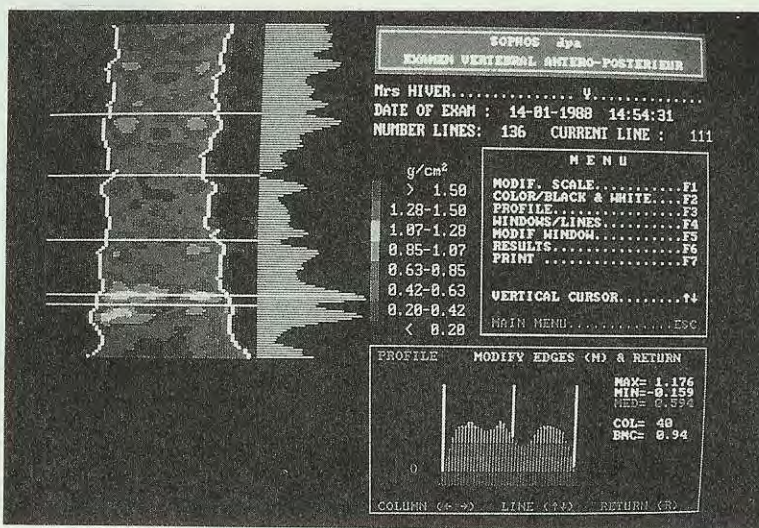 SOPHOS dpa
EXAMEN VERTEBRAL ANTERO-POSTERIEUR
Mrs HIVER................ V..............
DATE OF EXAM : 14-01-1988 14:54:31
NUMBER LINES: 136 CURRENT LINE : 111
g/cm²
> 1.50
1.28-1.50
1.07-1.28
0.85-1.07
0.63-0.85
0.42-0.63
0.20-0.42
< 0.20
M E N U
MODIF. SCALE............F1
COLOR/BLACK & WHITE....F2
PROFILE.................F3
WINDOWS/LINES...........F4
MODIF WINDOW............F5
RESULTS.................F6
PRINT ..................F7
VERTICAL CURSOR......↑↓
MAIN MENU............ESC
PROFILE MODIFY EDGES (M) & RETURN
MAX= 1.176
MIN=-0.159
MED= 0.594
COL= 40
BMC= 0.94
0
COLUMN (← →) LINE (↑↓) RETURN (R)